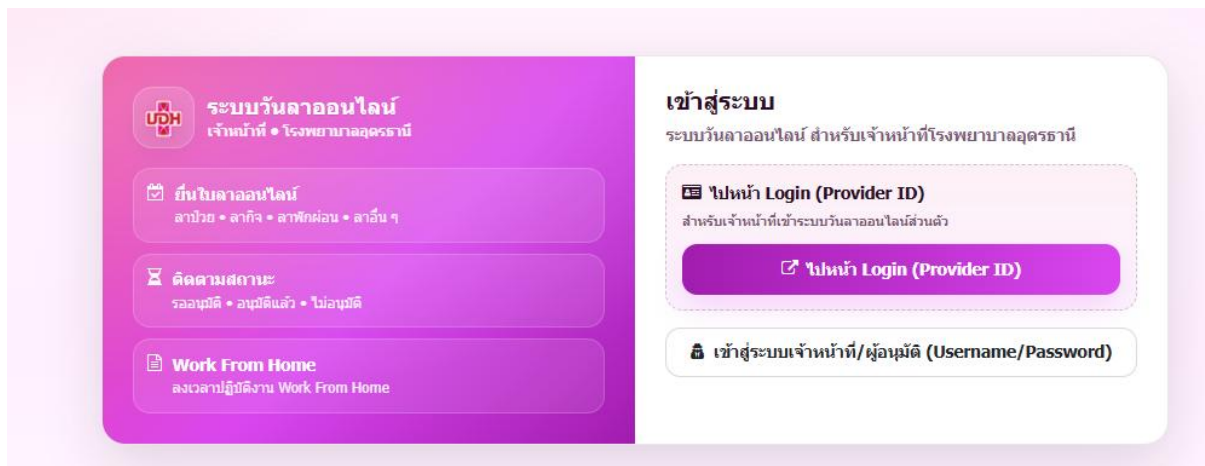 UDH
ระบบวันลาออนไลน์
เจ้าหน้าที่ • โรงพยาบาลอุดรธานี
ยื่นใบลาออนไลน์
ลาป่วย • ลากิจ • ลาพักผ่อน • ลาอื่น ๆ
ติดตามสถานะ
รออนุมัติ • อนุมัติแล้ว • ไม่อนุมัติ
Work From Home
ลงเวลาปฏิบัติงาน Work From Home
เข้าสู่ระบบ
ระบบวันลาออนไลน์ สำหรับเจ้าหน้าที่โรงพยาบาลอุดรธานี
ไปหน้า Login (Provider ID)
สำหรับเจ้าหน้าที่เข้าระบบวันลาออนไลน์ส่วนตัว
ไปหน้า Login (Provider ID)
เข้าสู่ระบบเจ้าหน้าที่/ผู้อนุมัติ (Username/Password)